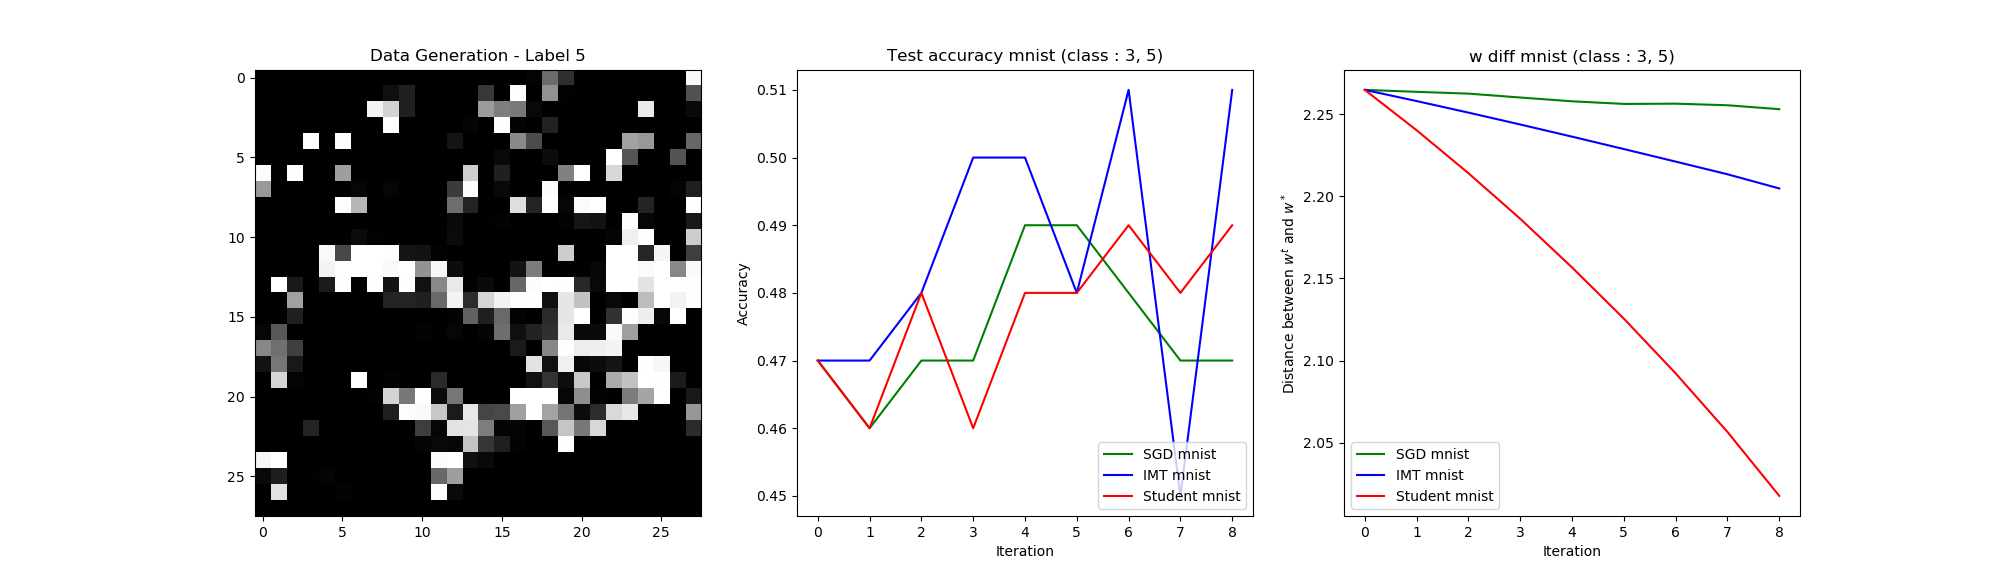 Data Generation - Label 5
0
5
10
15
20
25
0 5 10 15 20 25
Test accuracy mnist (class : 3, 5)
Accuracy
0.51
0.50
0.49
0.48
0.47
0.46
0.45
SGD mnist
IMT mnist
Student mnist
0 1 2 3 4 5 6 7 8
Iteration
w diff mnist (class : 3, 5)
Distance between w^t and w^*
2.25
2.20
2.15
2.10
2.05
SGD mnist
IMT mnist
Student mnist
0 1 2 3 4 5 6 7 8
Iteration